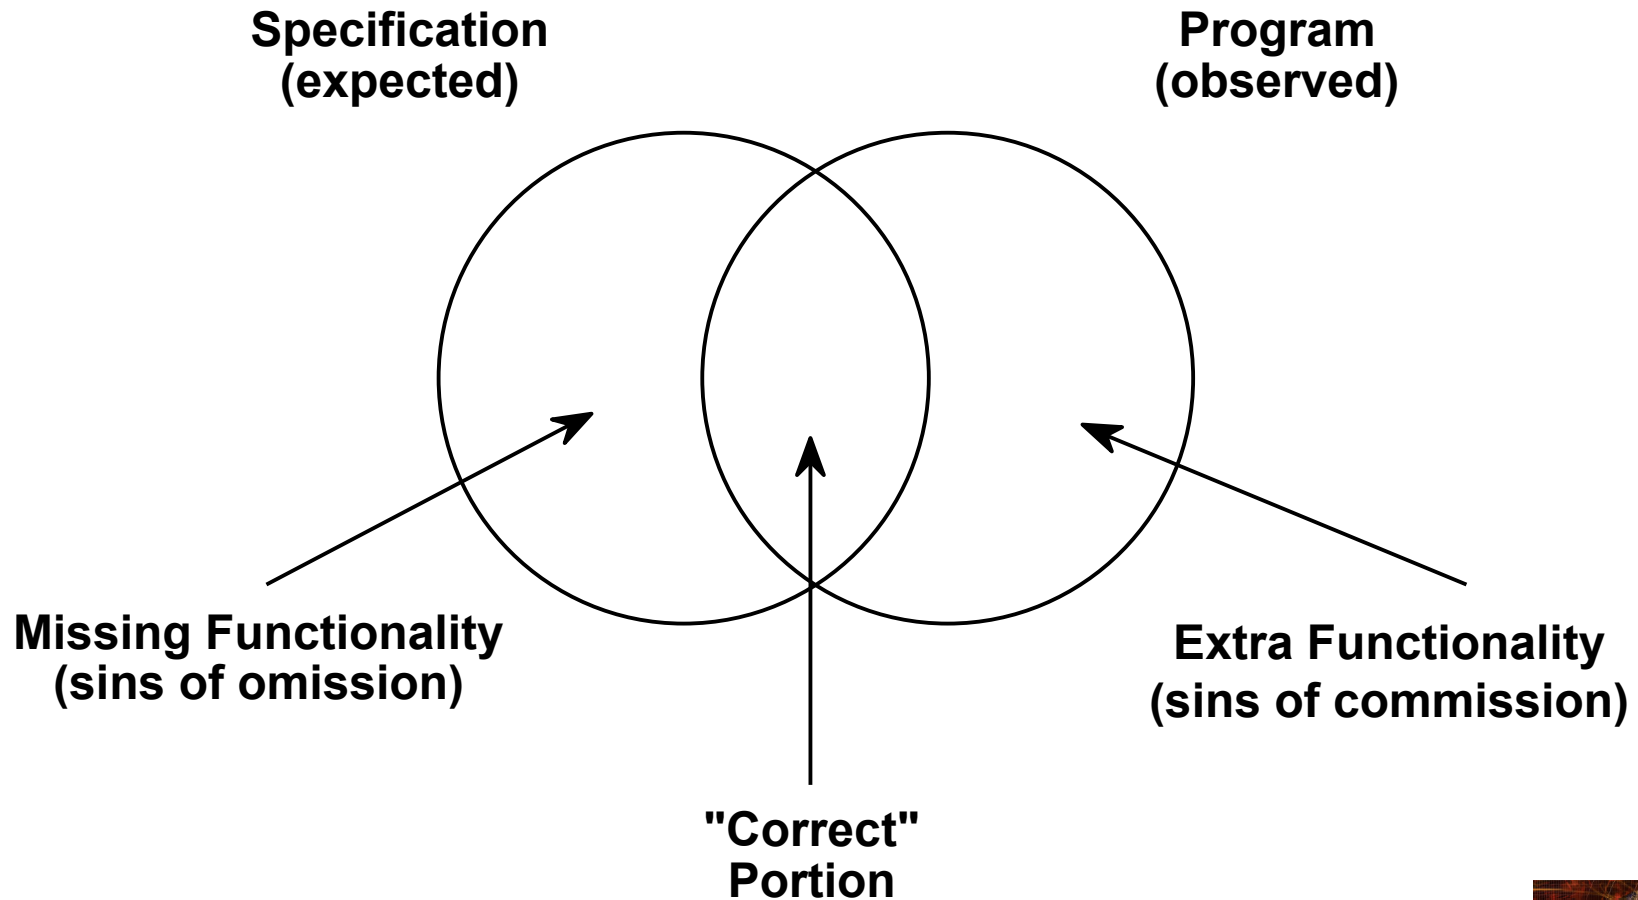 Specification
(expected)
Program
(observed)
Missing Functionality
(sins of omission)
Extra Functionality
(sins of commission)
"Correct"
Portion